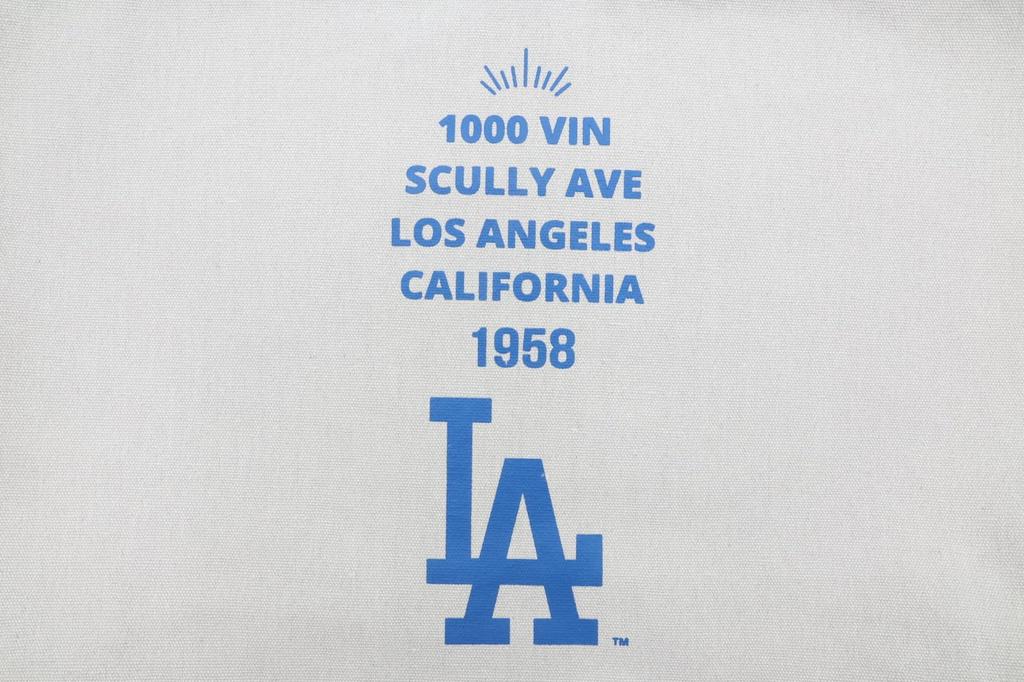 1000 VIN
SCULLY AVE
LOS ANGELES
CALIFORNIA
1958
LA
TM